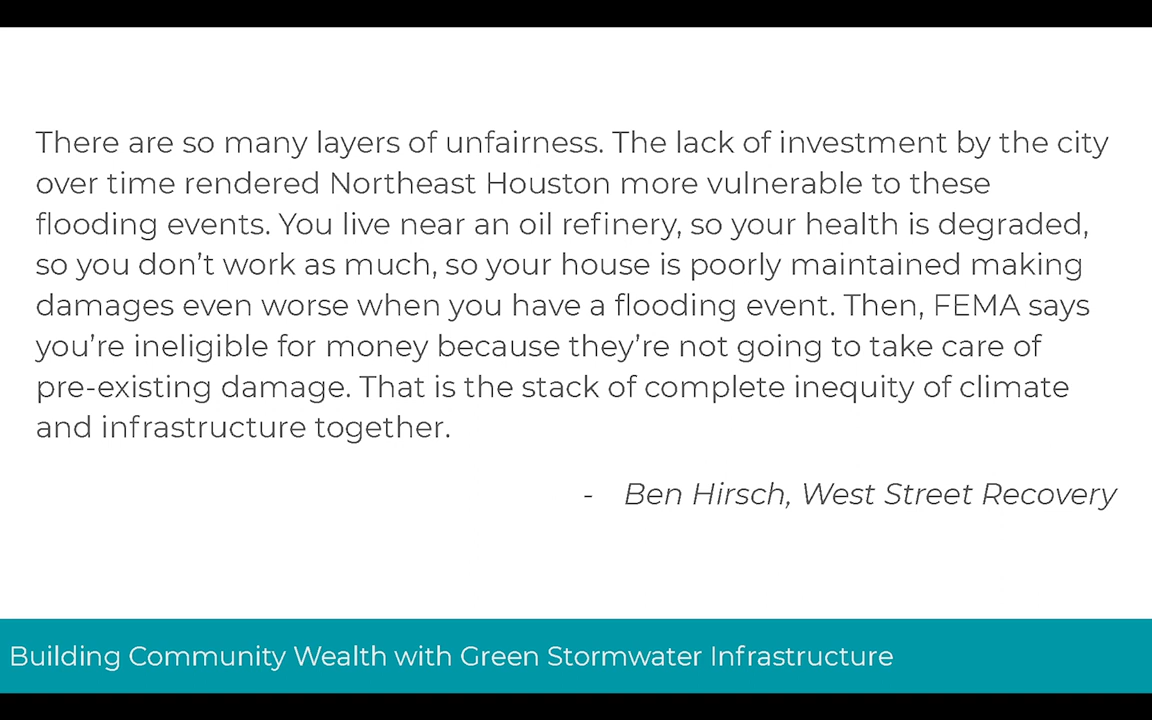 There are so many layers of unfairness. The lack of investment by the city
over time rendered Northeast Houston more vulnerable to these
flooding events. You live near an oil refinery, so your health is degraded,
so you don’t work as much, so your house is poorly maintained making
damages even worse when you have a flooding event. Then, FEMA says
you’re ineligible for money because they’re not going to take care of
pre-existing damage. That is the stack of complete inequity of climate
and infrastructure together.
- Ben Hirsch, West Street Recovery
Building Community Wealth with Green Stormwater Infrastructure